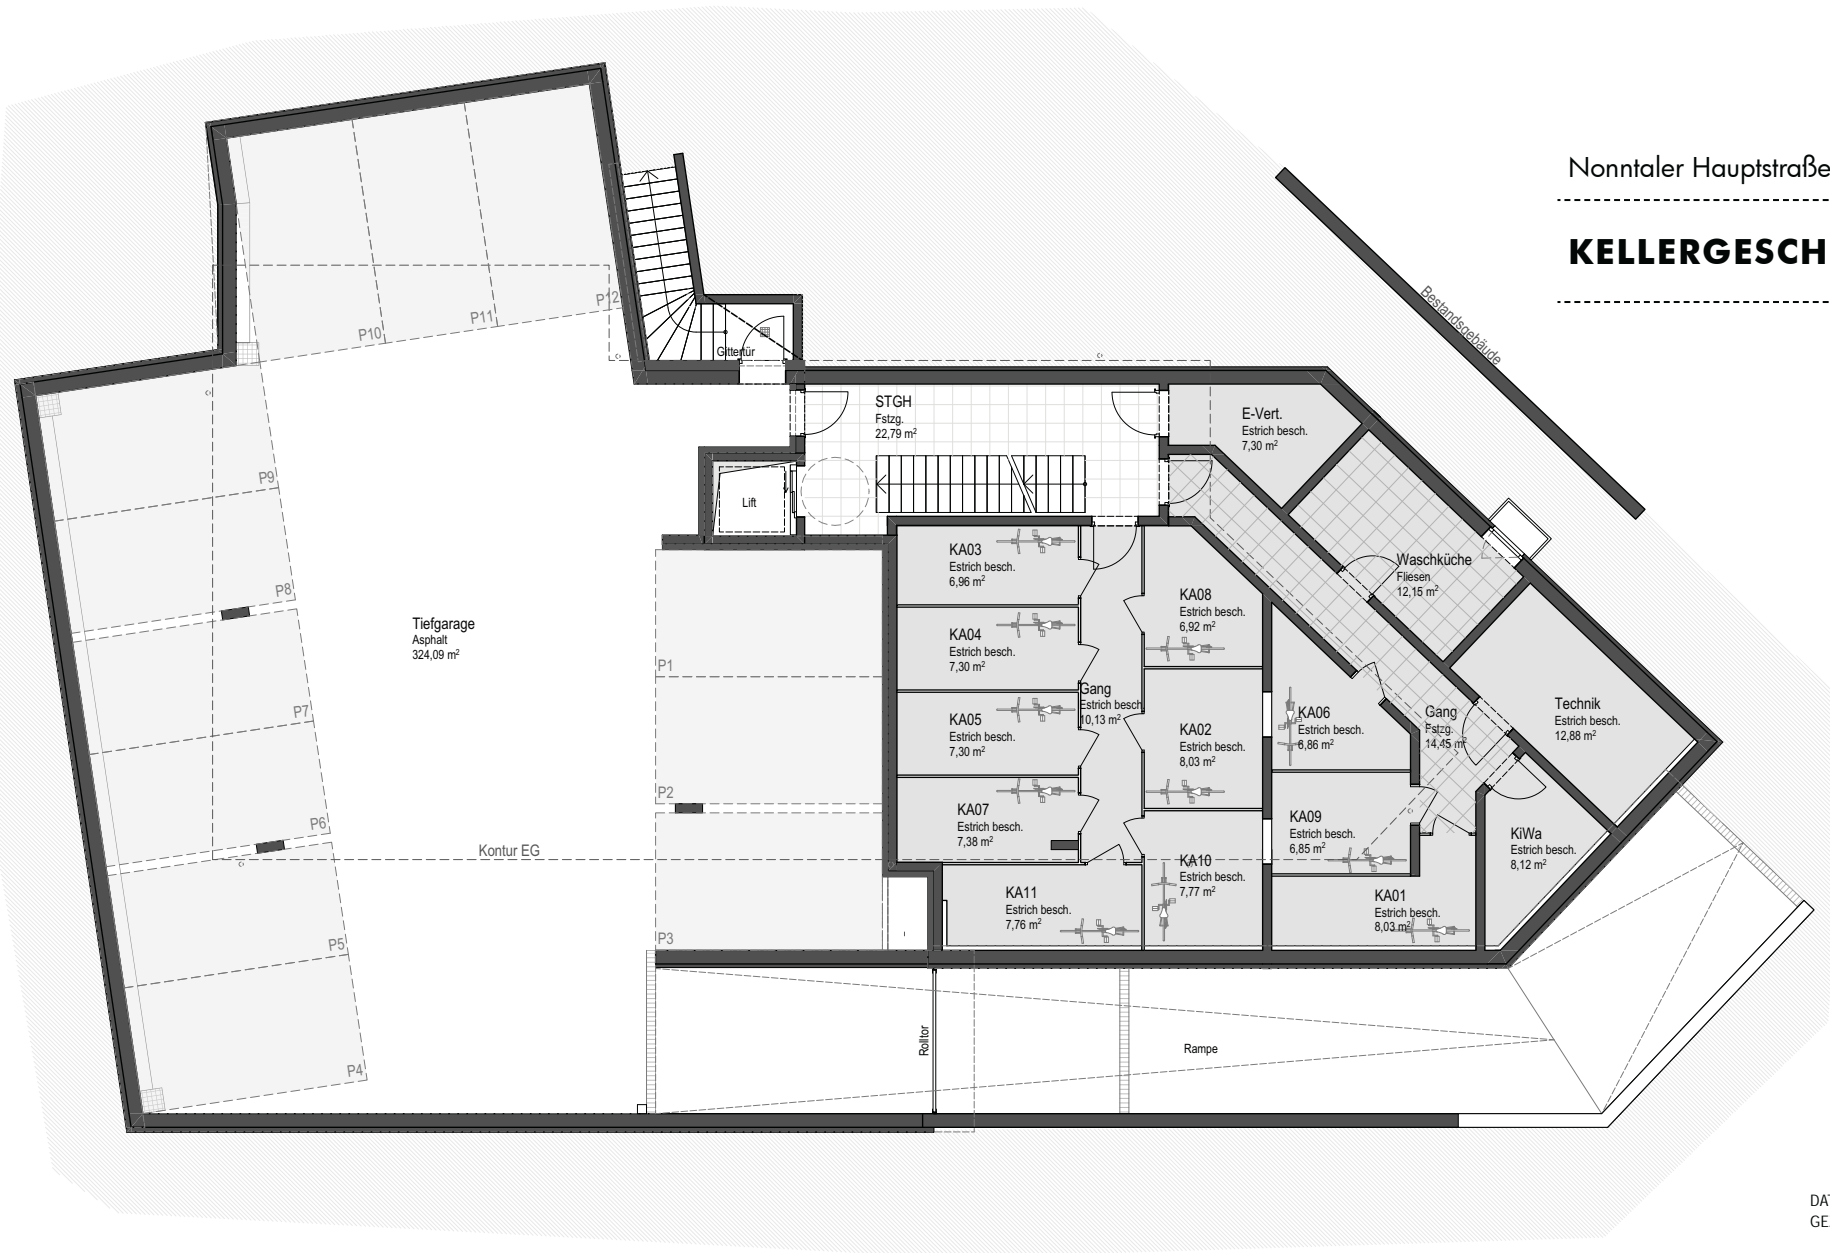 Nonntaler Hauptstraße
KELLERGESCH
Bestandsgebäude
P10
P11
P12
Gittertür
STGH
Fstzg.
22,79 m²
E-Vert.
Estrich besch.
7,30 m²
P9
Lift
P8
Waschküche
Fliesen
12,15 m²
KA03
Estrich besch.
6,96 m²
KA08
Estrich besch.
6,92 m²
Tiefgarage
Asphalt
324,09 m²
KA04
Estrich besch.
7,30 m²
P1
Gang
Estrich besch.
10,13 m²
P7
KA05
Estrich besch.
7,30 m²
KA02
Estrich besch.
8,03 m²
KA06
Estrich besch.
6,86 m²
Gang
Fstzg.
14,45 m²
Technik
Estrich besch.
12,88 m²
P2
P6
KA07
Estrich besch.
7,38 m²
KA09
Estrich besch.
6,85 m²
KiWa
Estrich besch.
8,12 m²
Kontur EG
KA10
Estrich besch.
7,77 m²
KA11
Estrich besch.
7,76 m²
KA01
Estrich besch.
8,03 m²
P3
P5
P4
Rolltor
Rampe
DAT
GE